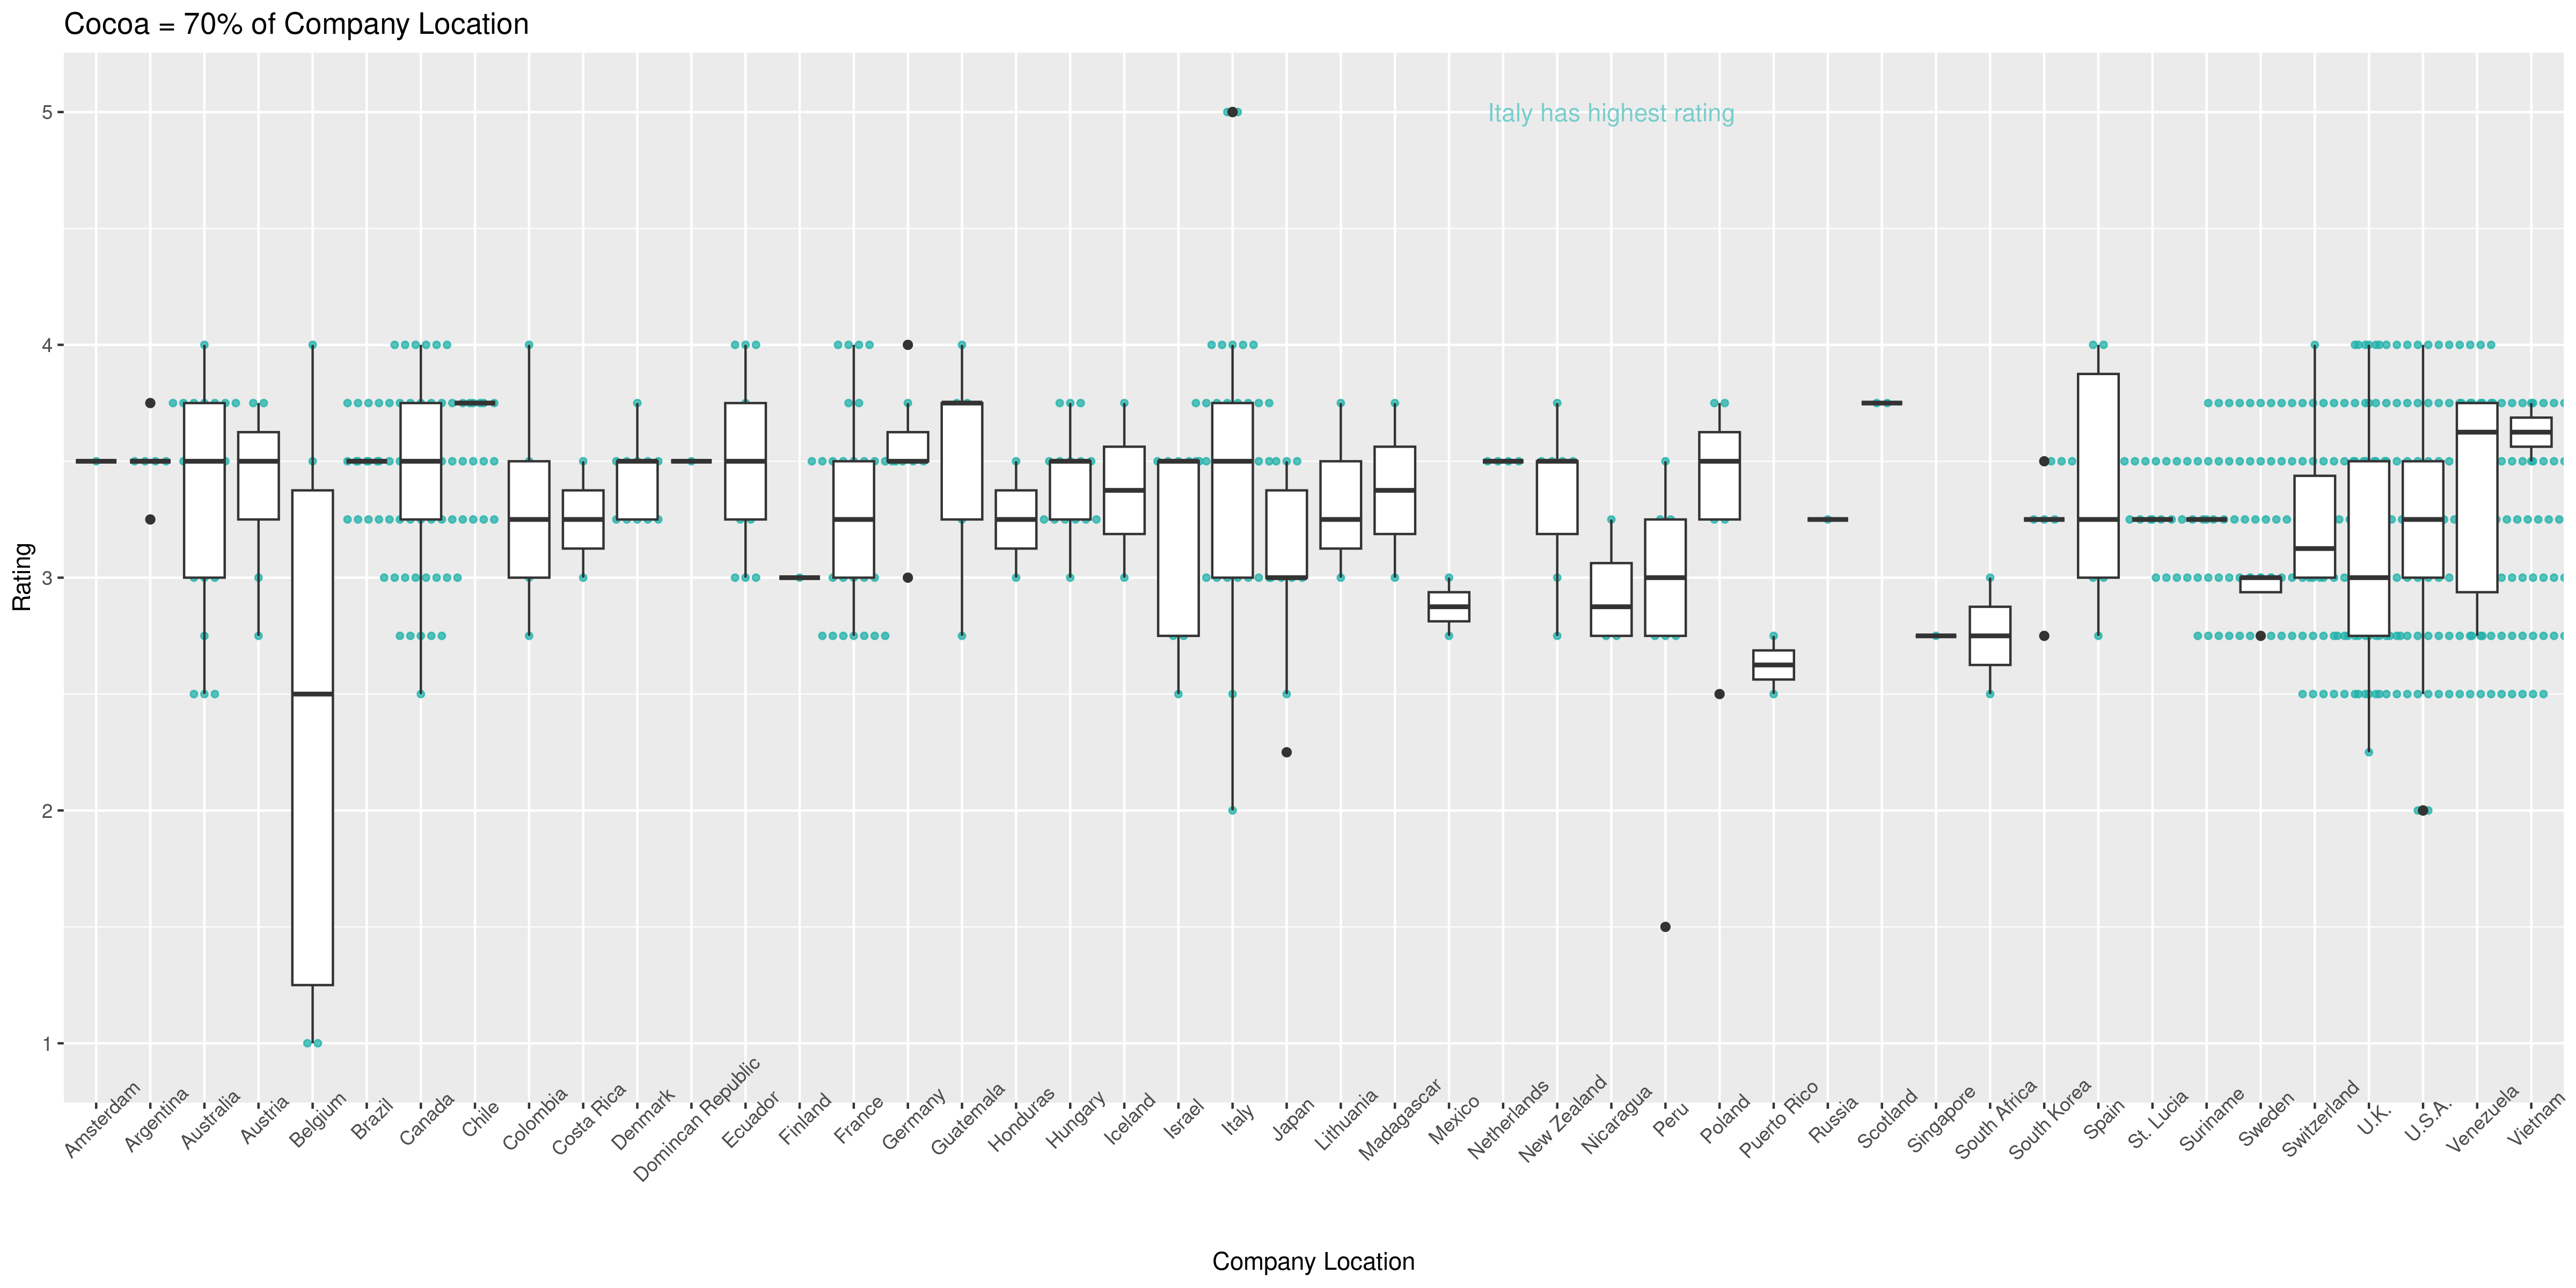 Cocoa = 70% of Company Location
Italy has highest rating
5
4
3
2
1
Rating
Amsterdam
Argentina
Australia
Austria
Belgium
Brazil
Canada
Chile
Colombia
Costa Rica
Denmark
Domincan Republic
Ecuador
Finland
France
Germany
Guatemala
Honduras
Hungary
Iceland
Israel
Italy
Japan
Lithuania
Madagascar
Mexico
Netherlands
New Zealand
Nicaragua
Peru
Poland
Puerto Rico
Russia
Scotland
Singapore
South Africa
South Korea
Spain
St. Lucia
Suriname
Sweden
Switzerland
U.K.
U.S.A.
Venezuela
Vietnam
Company Location